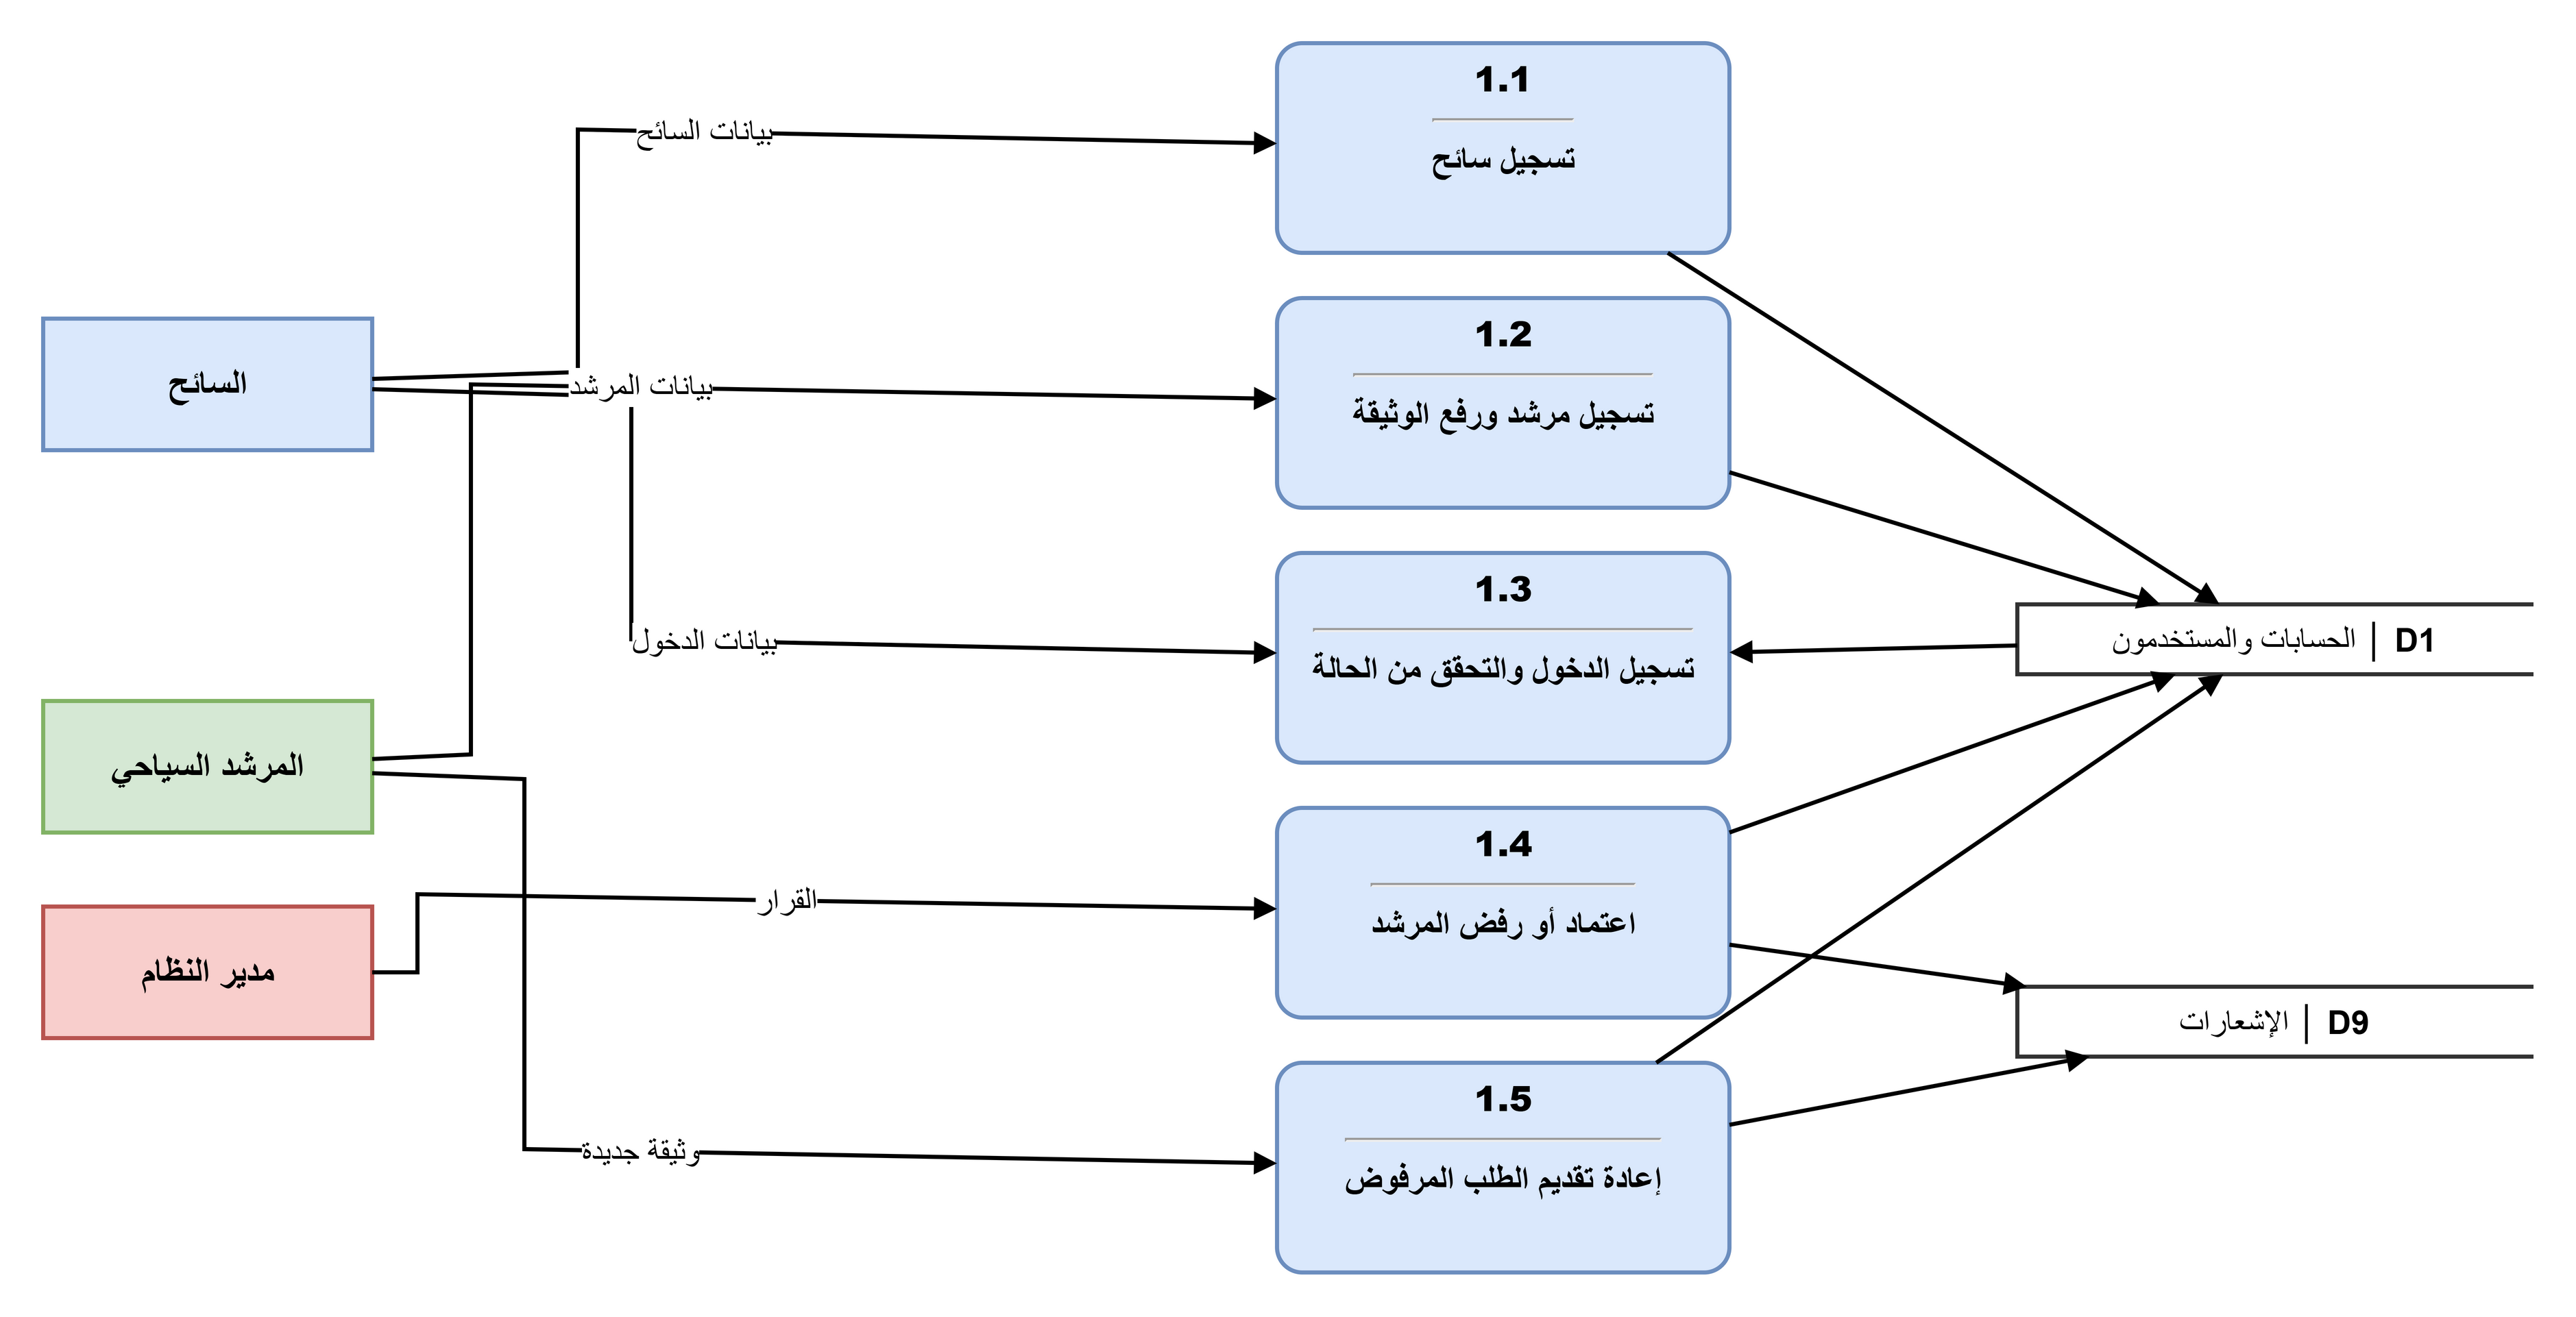 1.1
تسجيل سائح
بيانات السائح
1.2
تسجيل مرشد ورفع الوثيقة
السائح
بيانات المرشد
1.3
تسجيل الدخول والتحقق من الحالة
بيانات الدخول
D1 | الحسابات والمستخدمون
المرشد السياحي
1.4
اعتماد أو رفض المرشد
القرار
مدير النظام
D9 | الإشعارات
1.5
إعادة تقديم الطلب المرفوض
وثيقة جديدة